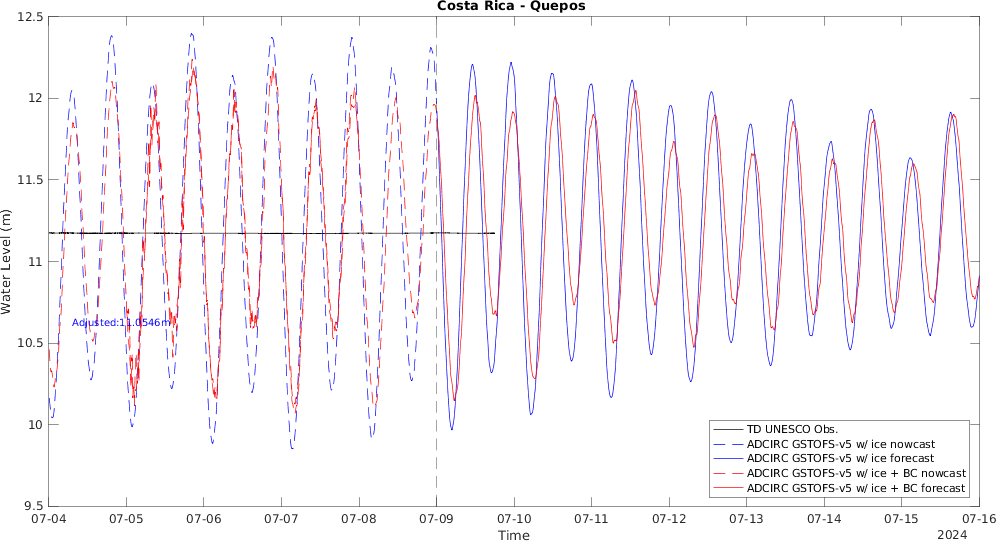 Costa Rica - Quepos
12.5
12
11.5
11
10.5
10
9.5
Water Level (m)
Adjusted:11.0546m
TD UNESCO Obs.
ADCIRC GSTOFS-v5 w/ ice nowcast
ADCIRC GSTOFS-v5 w/ ice forecast
ADCIRC GSTOFS-v5 w/ ice + BC nowcast
ADCIRC GSTOFS-v5 w/ ice + BC forecast
07-04 07-05 07-06 07-07 07-08 07-09 07-10 07-11 07-12 07-13 07-14 07-15 07-16
Time
2024